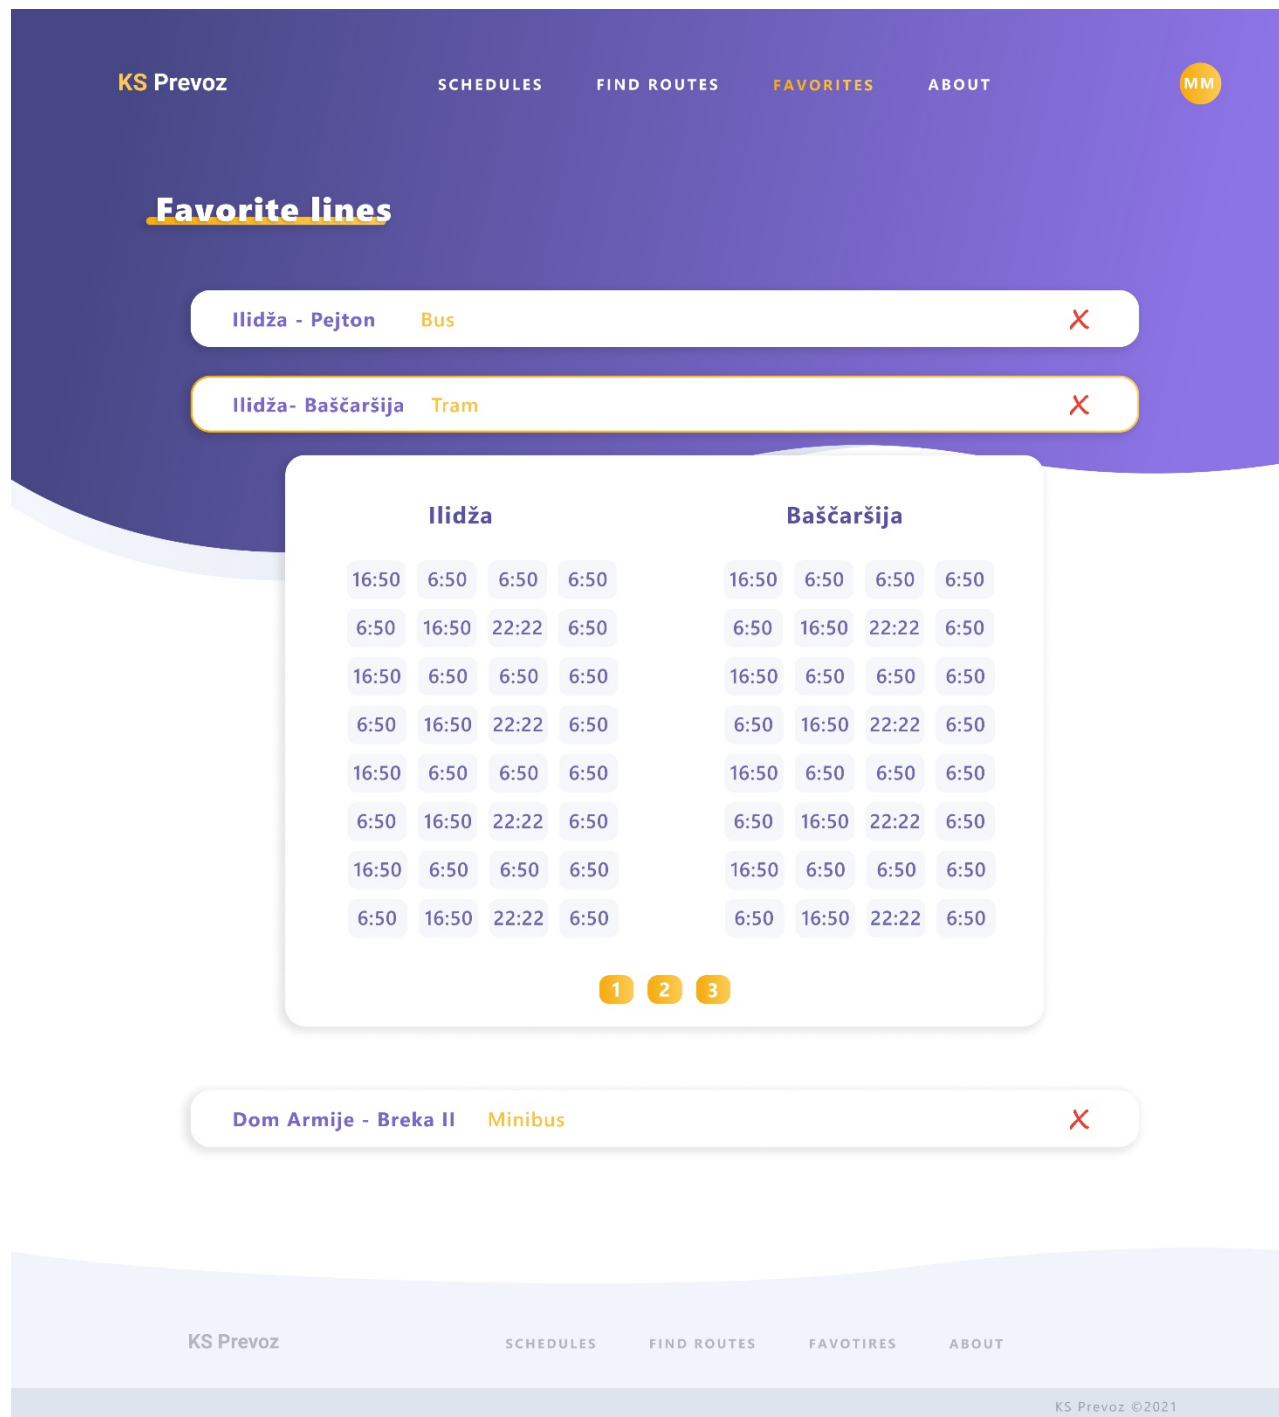 KS Prevoz SCHEDULES FIND ROUTES FAVORITES ABOUT MM
Favorite lines
Ilidža - Pejton Bus X
Ilidža- Baščaršija Tram X
Ilidža Baščaršija
16:50 6:50 6:50 6:50 16:50 6:50 6:50 6:50
6:50 16:50 22:22 6:50 6:50 16:50 22:22 6:50
16:50 6:50 6:50 6:50 16:50 6:50 6:50 6:50
6:50 16:50 22:22 6:50 6:50 16:50 22:22 6:50
16:50 6:50 6:50 6:50 16:50 6:50 6:50 6:50
6:50 16:50 22:22 6:50 6:50 16:50 22:22 6:50
16:50 6:50 6:50 6:50 16:50 6:50 6:50 6:50
6:50 16:50 22:22 6:50 6:50 16:50 22:22 6:50
1 2 3
Dom Armije - Breka II Minibus X
KS Prevoz SCHEDULES FIND ROUTES FAVOTIRES ABOUT
KS Prevoz ©2021